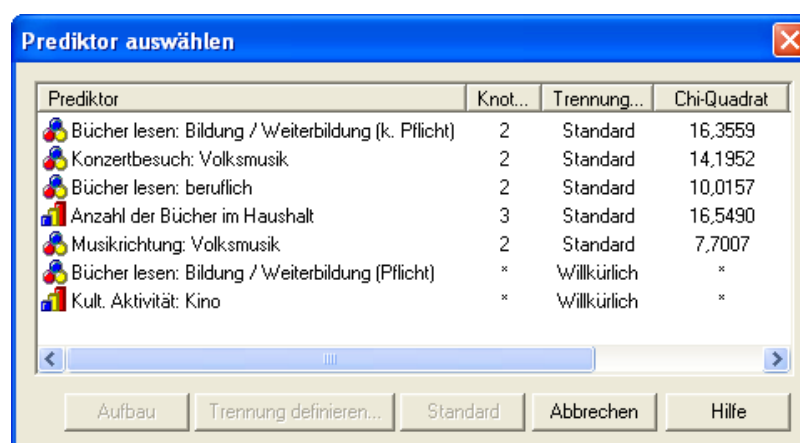 Prediktor auswählen
Prediktor Knot... Trennung... Chi-Quadrat
Bücher lesen: Bildung / Weiterbildung (k. Pflicht) 2 Standard 16,3559
Konzertbesuch: Volksmusik 2 Standard 14,1952
Bücher lesen: beruflich 2 Standard 10,0157
Anzahl der Bücher im Haushalt 3 Standard 16,5490
Musikrichtung: Volksmusik 2 Standard 7,7007
Bücher lesen: Bildung / Weiterbildung (Pflicht) * Willkürlich *
Kult. Aktivität: Kino * Willkürlich *
Aufbau Trennung definieren... Standard Abbrechen Hilfe